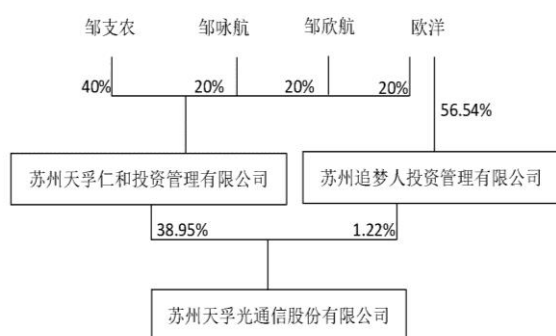 邹支农 邹咏航 邹欣航 欧洋
40% 20% 20% 20%
56.54%
苏州天孚仁和投资管理有限公司 苏州追梦人投资管理有限公司
38.95% 1.22%
苏州天孚光通信股份有限公司